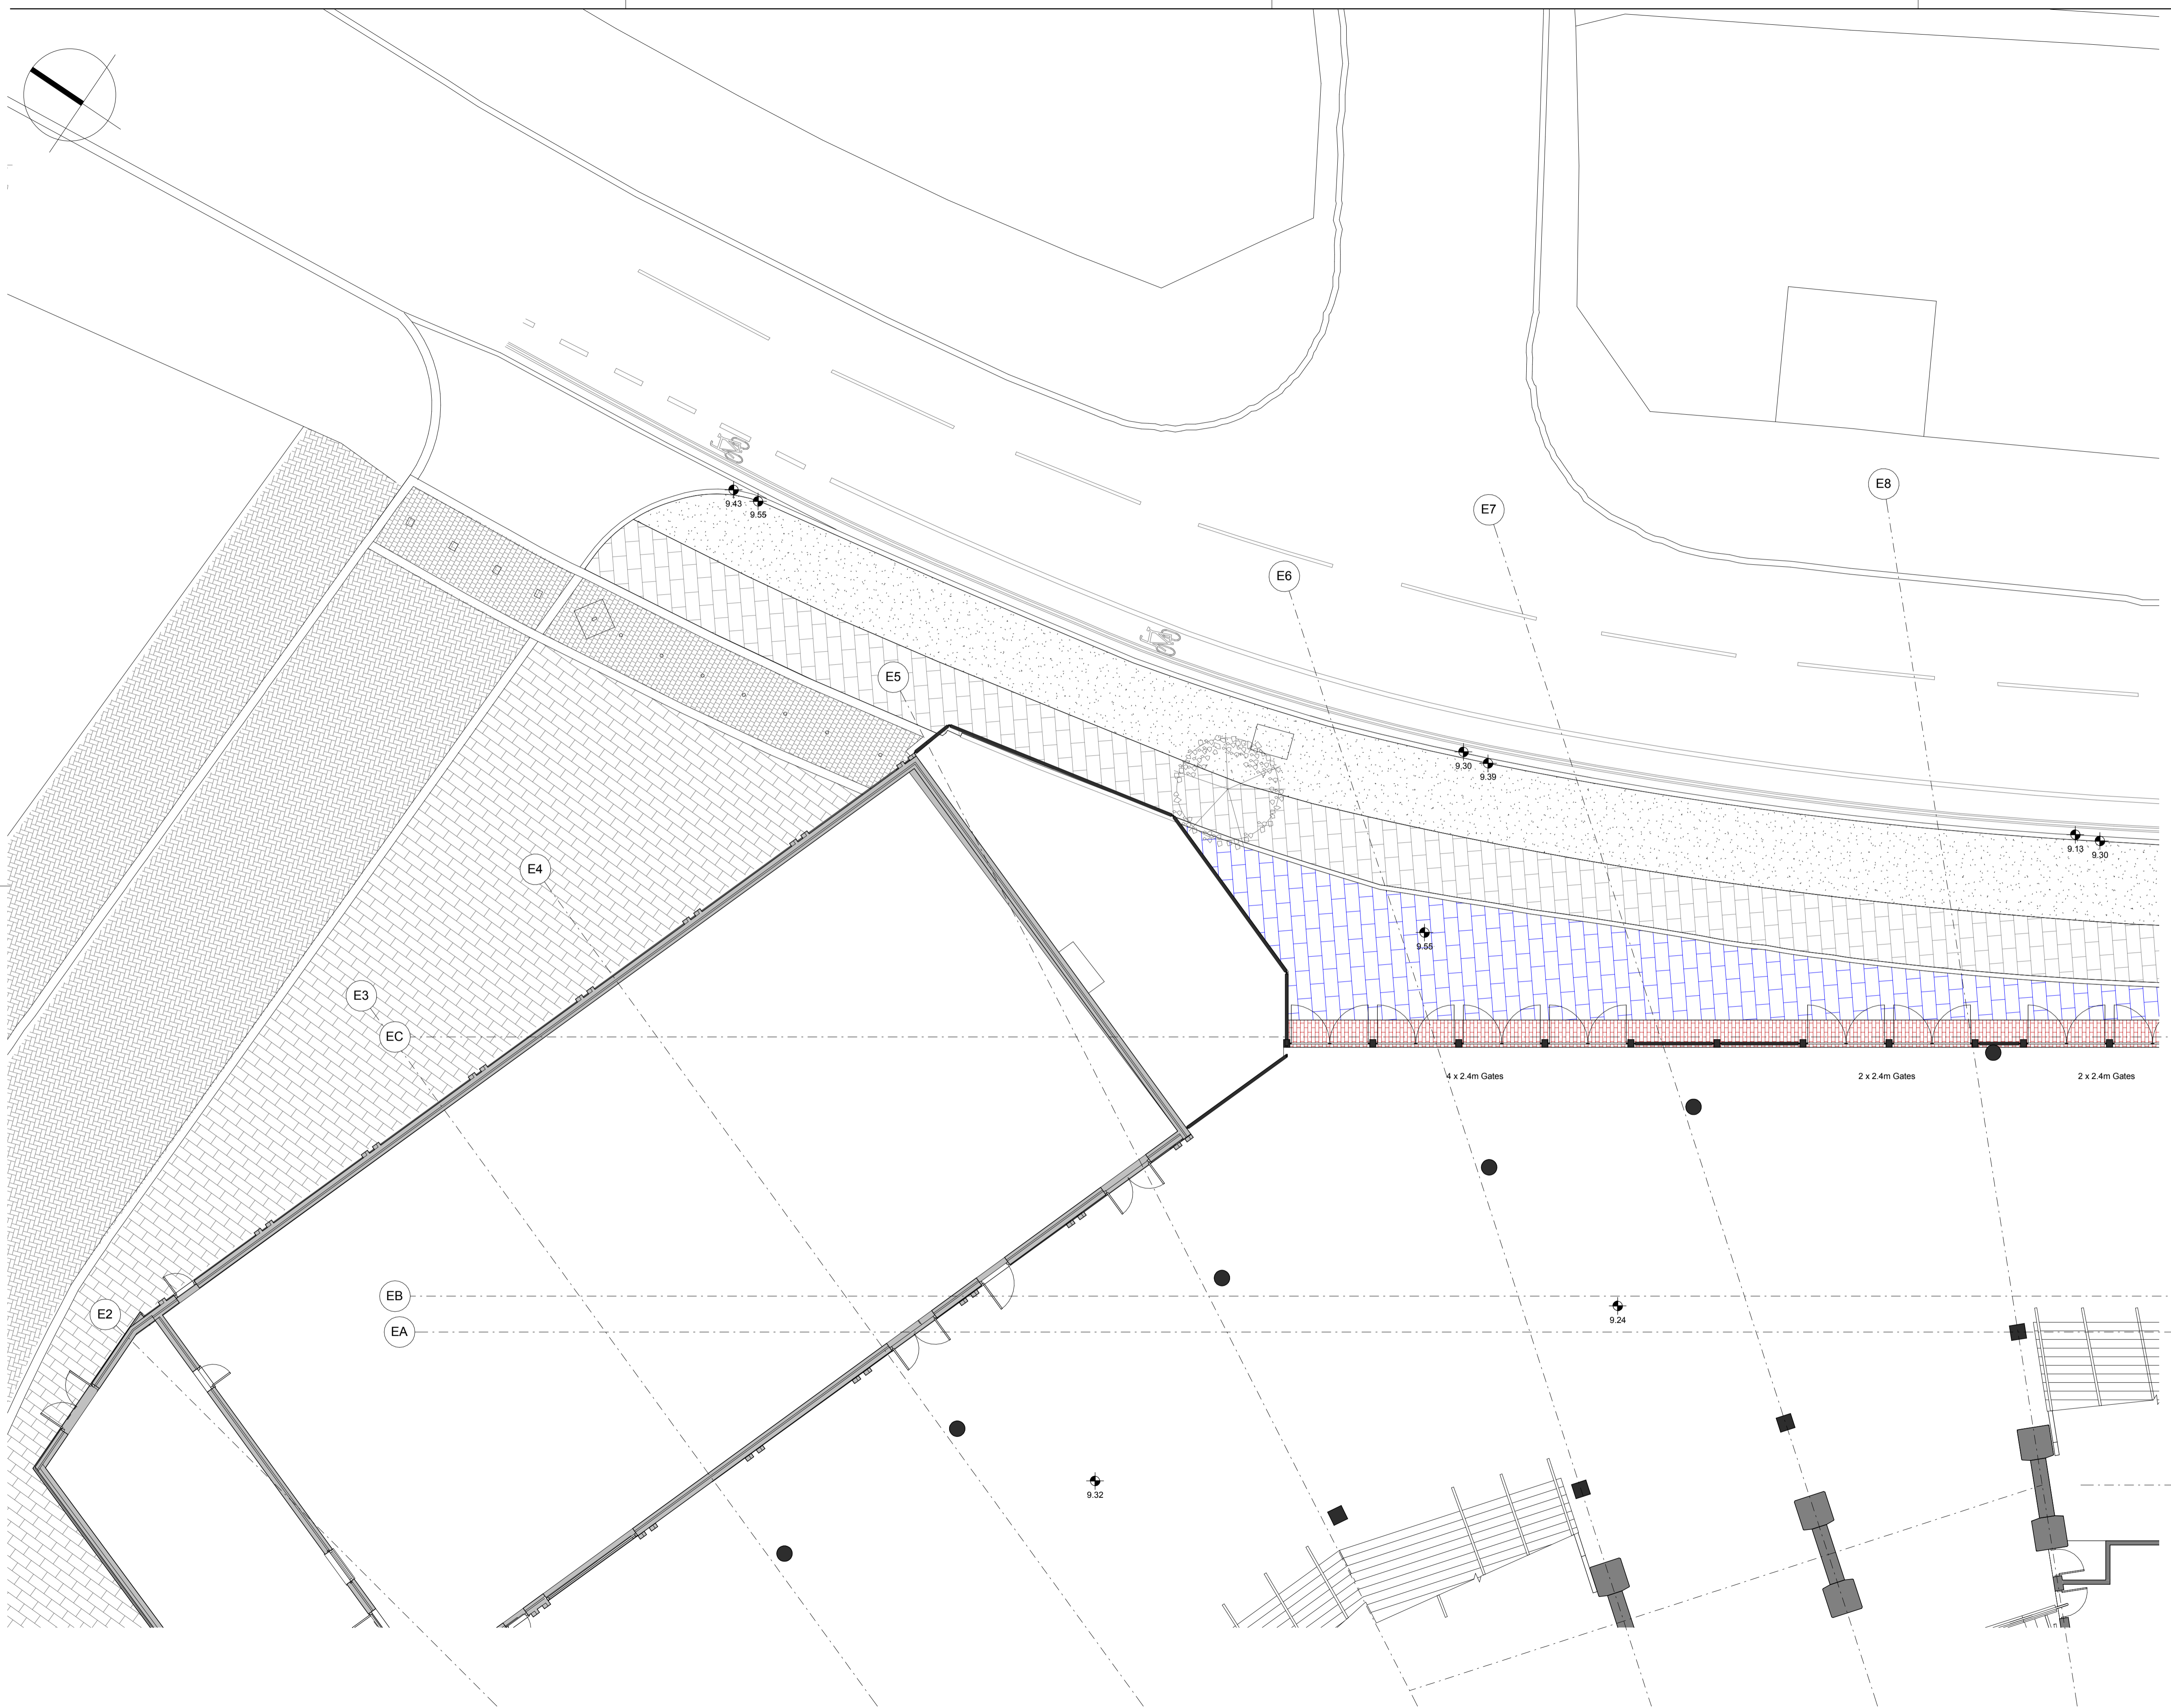 E8
9.43
E7
9.55
E6
E5
9.30
9.39
9.13
9.30
E4
9.55
E3
EC
4 x 2.4m Gates
2 x 2.4m Gates
2 x 2.4m Gates
EB
E2
9.24
EA
9.32